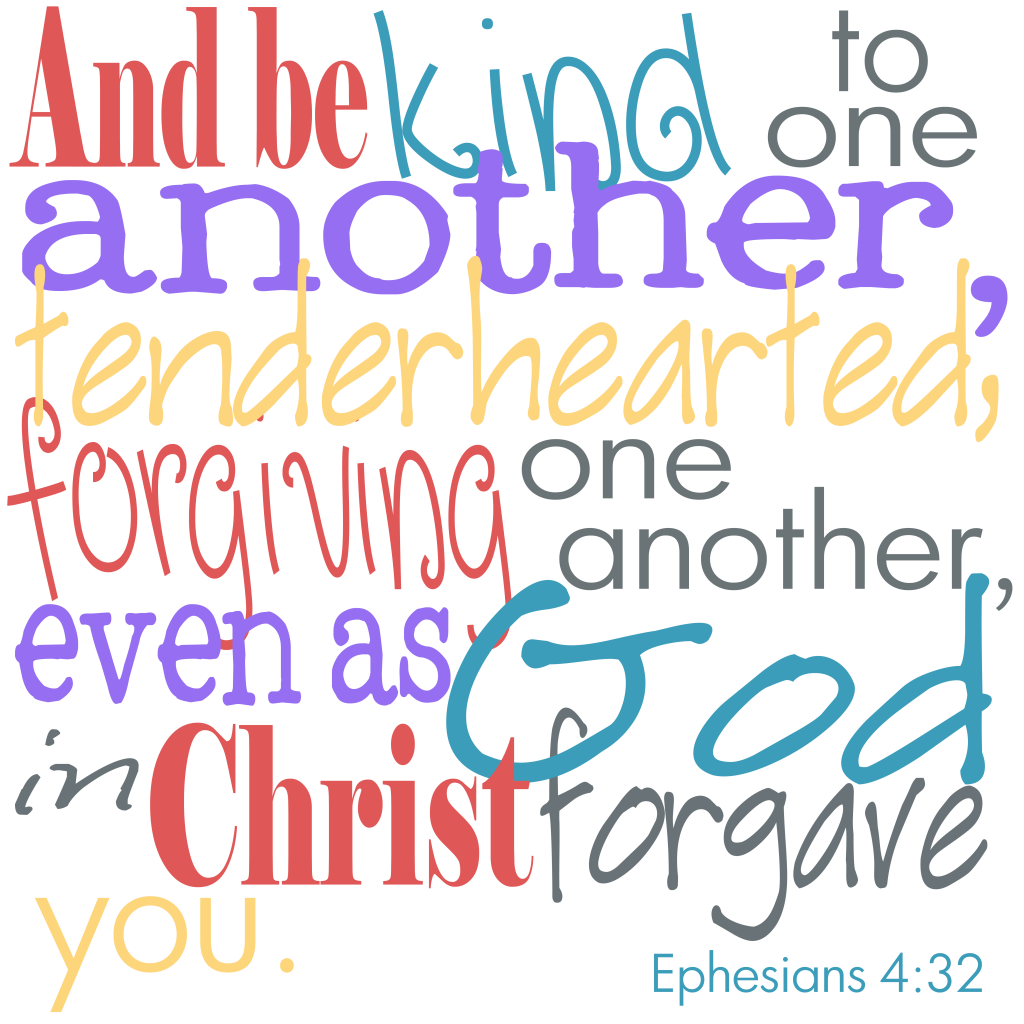 And be kind to
one
another,
tenderhearted,
forgiving one
another,
even as God
in Christ forgave
you.
Ephesians 4:32